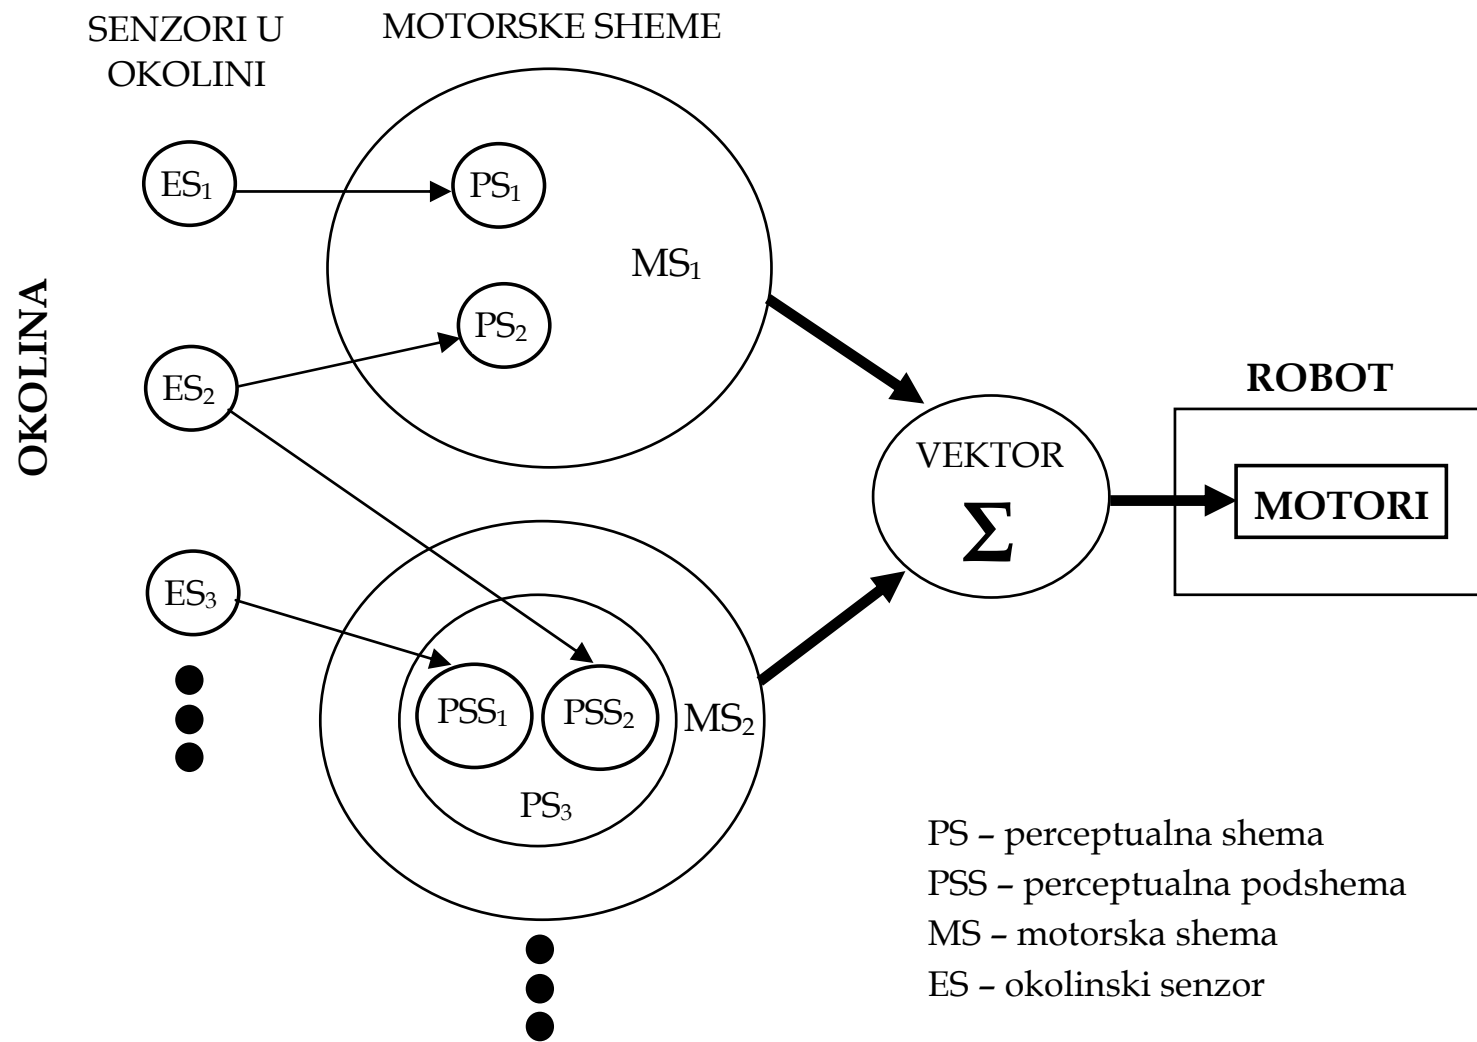 SENZORI U
OKOLINI
MOTORSKE SHEME
OKOLINA
ES₁
PS₁
MS₁
PS₂
ES₂
ROBOT
VEKTOR
Σ
MOTORI
ES₃
PSS₁
PSS₂
MS₂
PS₃
PS – perceptualna shema
PSS – perceptualna podshema
MS – motorska shema
ES – okolinski senzor